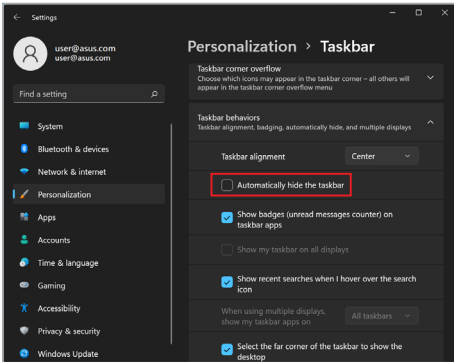 Settings
user@asus.com
user@asus.com
Find a setting
System
Bluetooth & devices
Network & internet
Personalization
Apps
Accounts
Time & language
Gaming
Accessibility
Privacy & security
Windows Update
Personalization > Taskbar
Taskbar corner overflow
Choose which icons may appear in the taskbar corner – all others will
appear in the taskbar corner overflow menu
Taskbar behaviors
Taskbar alignment, badging, automatically hide, and multiple displays
Taskbar alignment
Center
Automatically hide the taskbar
Show badges (unread messages counter) on
taskbar apps
Show my taskbar on all displays
Show recent searches when I hover over the search
icon
When using multiple displays,
show my taskbar apps on
All taskbars
Select the far corner of the taskbar to show the
desktop